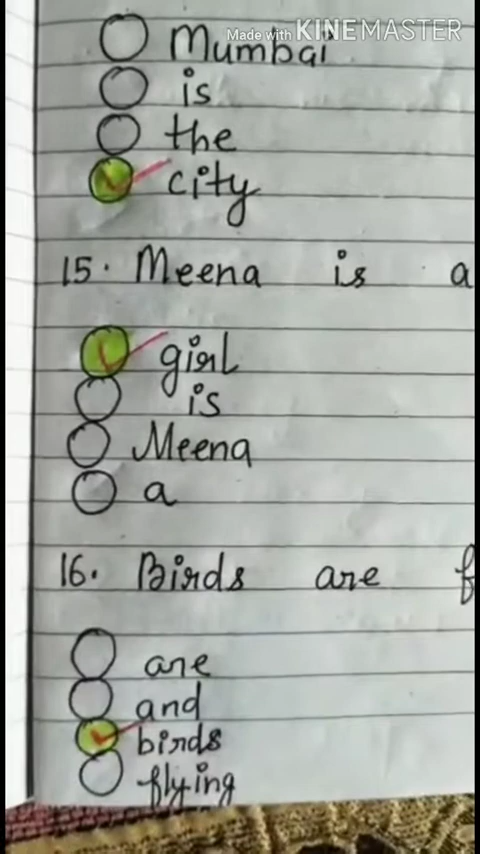 Made with KINEMASTER
Mumbai
is
the
city
15. Meena is a
girl
is
Meena
a
16. Birds are f
are
and
birds
flying